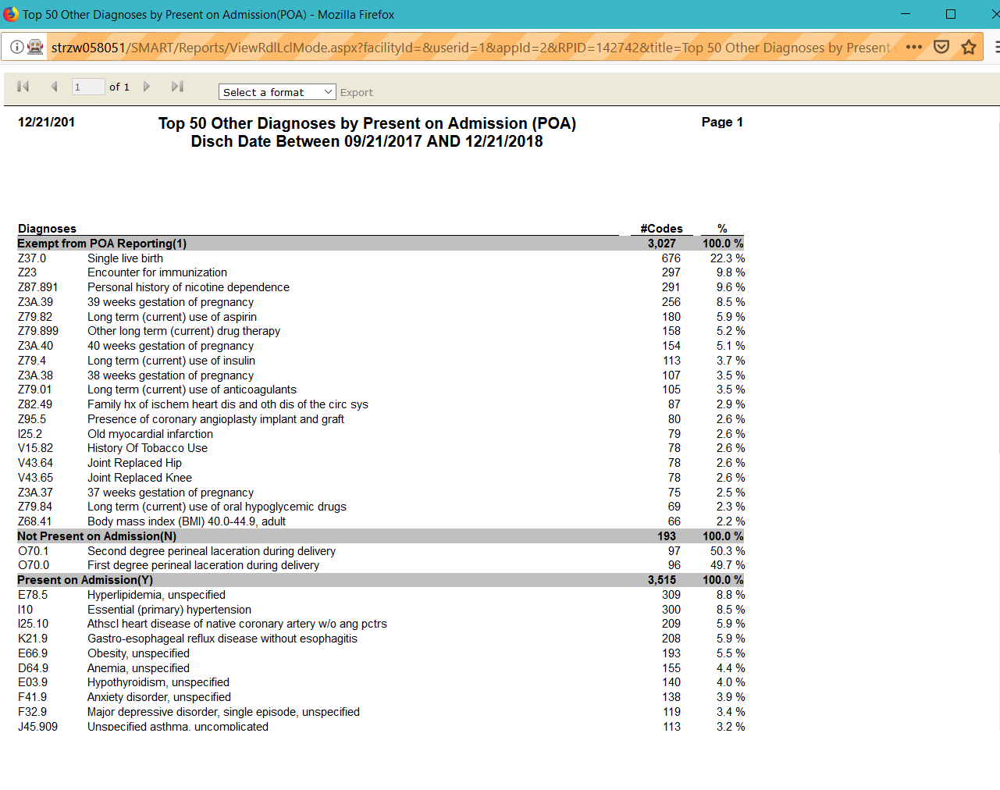 Top 50 Other Diagnoses by Present on Admission(POA) - Mozilla Firefox
strzw058051/SMART/Reports/ViewRdlLclMode.aspx?facilityId=&userid=1&appId=2&RPID=142742&title=Top 50 Other Diagnoses by Present
1 of 1 Select a format Export
12/21/201 Top 50 Other Diagnoses by Present on Admission (POA) Page 1
Disch Date Between 09/21/2017 AND 12/21/2018
Diagnoses #Codes %
Exempt from POA Reporting(1) 3,027 100.0 %
Z37.0 Single live birth 676 22.3 %
Z23 Encounter for immunization 297 9.8 %
Z87.891 Personal history of nicotine dependence 291 9.6 %
Z3A.39 39 weeks gestation of pregnancy 256 8.5 %
Z79.82 Long term (current) use of aspirin 180 5.9 %
Z79.899 Other long term (current) drug therapy 158 5.2 %
Z3A.40 40 weeks gestation of pregnancy 154 5.1 %
Z79.4 Long term (current) use of insulin 113 3.7 %
Z3A.38 38 weeks gestation of pregnancy 107 3.5 %
Z79.01 Long term (current) use of anticoagulants 105 3.5 %
Z82.49 Family hx of ischem heart dis and oth dis of the circ sys 87 2.9 %
Z95.5 Presence of coronary angioplasty implant and graft 80 2.6 %
I25.2 Old myocardial infarction 79 2.6 %
V15.82 History Of Tobacco Use 78 2.6 %
V43.64 Joint Replaced Hip 78 2.6 %
V43.65 Joint Replaced Knee 78 2.6 %
Z3A.37 37 weeks gestation of pregnancy 75 2.5 %
Z79.84 Long term (current) use of oral hypoglycemic drugs 69 2.3 %
Z68.41 Body mass index (BMI) 40.0-44.9, adult 66 2.2 %
Not Present on Admission(N) 193 100.0 %
O70.1 Second degree perineal laceration during delivery 97 50.3 %
O70.0 First degree perineal laceration during delivery 96 49.7 %
Present on Admission(Y) 3,515 100.0 %
E78.5 Hyperlipidemia, unspecified 309 8.8 %
I10 Essential (primary) hypertension 300 8.5 %
I25.10 Athscl heart disease of native coronary artery w/o ang pctrs 209 5.9 %
K21.9 Gastro-esophageal reflux disease without esophagitis 208 5.9 %
E66.9 Obesity, unspecified 193 5.5 %
D64.9 Anemia, unspecified 155 4.4 %
E03.9 Hypothyroidism, unspecified 140 4.0 %
F41.9 Anxiety disorder, unspecified 138 3.9 %
F32.9 Major depressive disorder, single episode, unspecified 119 3.4 %
J45.909 Unspecified asthma, uncomplicated 113 3.2 %